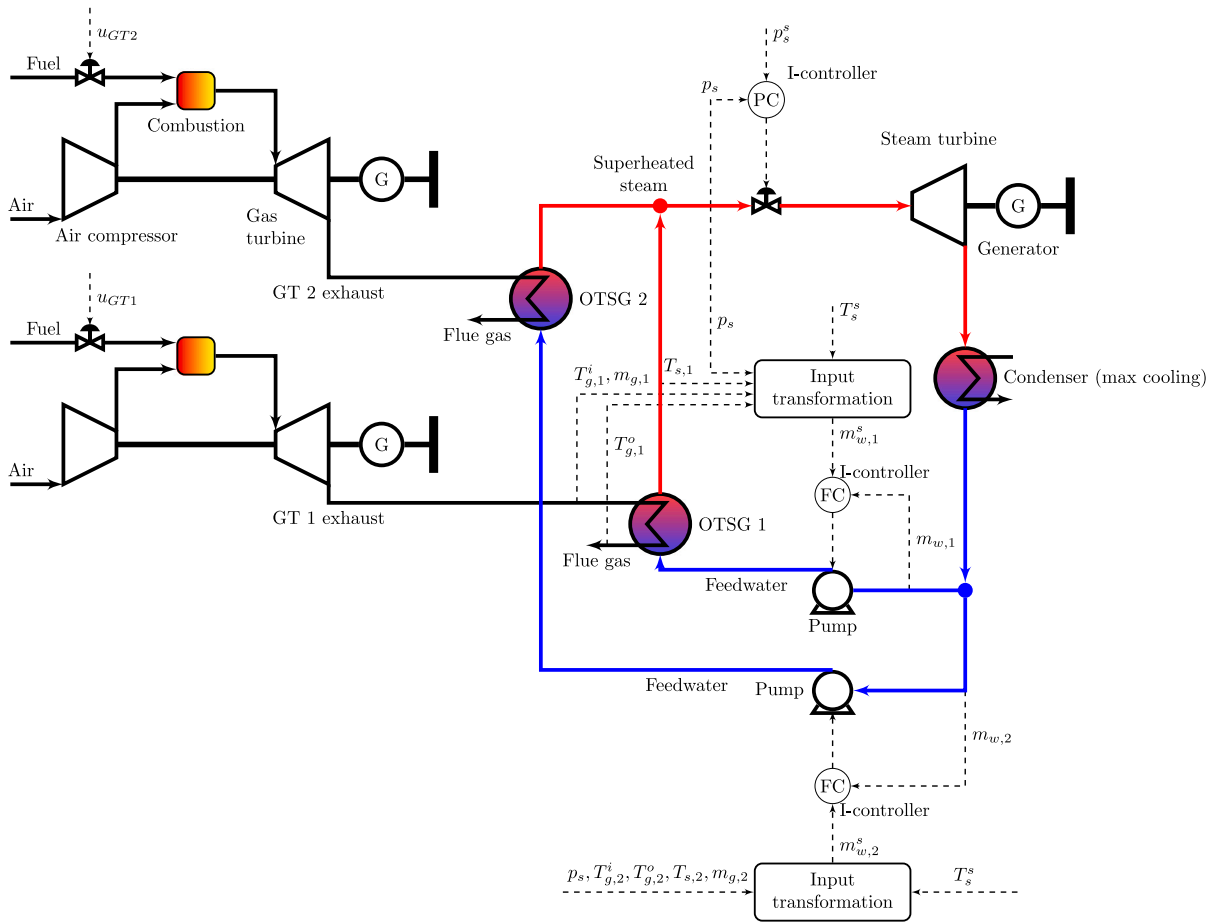 u_{GT2}
Fuel
Combustion
Air
Air compressor
Gas
turbine
G
GT 2 exhaust
u_{GT1}
Fuel
Air
G
GT 1 exhaust
p_s^s
I-controller
p_s
PC
Superheated
steam
Steam turbine
G
Generator
OTSG 2
Flue gas
p_s
T_s^s
T_{s,1}
T_{g,1}^i, m_{g,1}
T_{g,1}^o
Input
transformation
Condenser (max cooling)
m_{w,1}^s
I-controller
FC
m_{w,1}
OTSG 1
Flue gas
Feedwater
Pump
Feedwater
Pump
m_{w,2}
FC
I-controller
m_{w,2}^s
p_s, T_{g,2}^i, T_{g,2}^o, T_{s,2}, m_{g,2}
Input
transformation
T_s^s